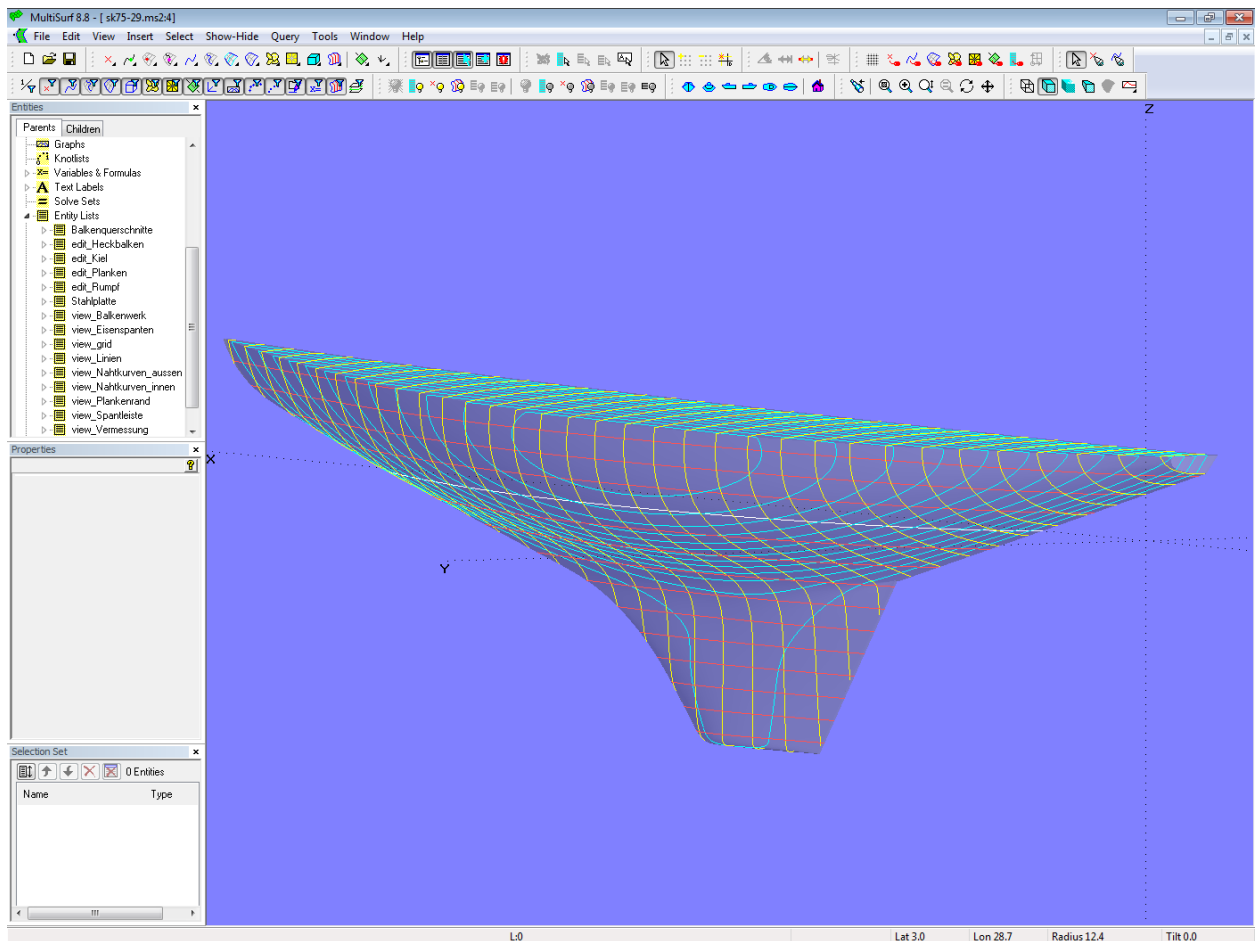 MultiSurf 8.8 - [ sk75-29.ms2:4]
File Edit View Insert Select Show-Hide Query Tools Window Help
Entities
Parents Children
Graphs
Knotlists
Variables & Formulas
Text Labels
Solve Sets
Entity Lists
Balkenquerschnitte
edit_Heckbalken
edit_Kiel
edit_Planken
edit_Rumpf
Stahlplatte
view_Balkenwerk
view_Eisenspanten
view_grid
view_Linien
view_Nahtkurven_aussen
view_Nahtkurven_innen
view_Plankenrand
view_Spantleiste
view_Vermessung
Properties
Selection Set
0 Entities
Name Type
Z
X
Y
L:0 Lat 3.0 Lon 28.7 Radius 12.4 Tilt 0.0